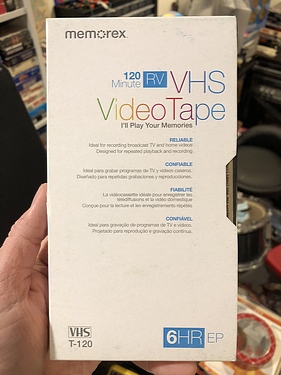 memorex
120
Minute RV VHS
VideoTape
I'll Play Your Memories
RELIABLE
Ideal for recording broadcast TV and home videos
Designed for repeated playback and recording
CONFIABLE
Ideal para grabar programas de TV y videos caseros.
Diseñado para repetidas grabaciones y reproducciones.
FIABILITÉ
La vidéocassette idéale pour enregistrer les
télédiffusions et la vidéo domestique
Conçue pour la lecture et les enregistrements répétés.
CONFIÁVEL
Ideal para gravação de programas de TV e vídeos.
Projetado para reprodução e gravação contínua.
VHS
T-120
6HR EP